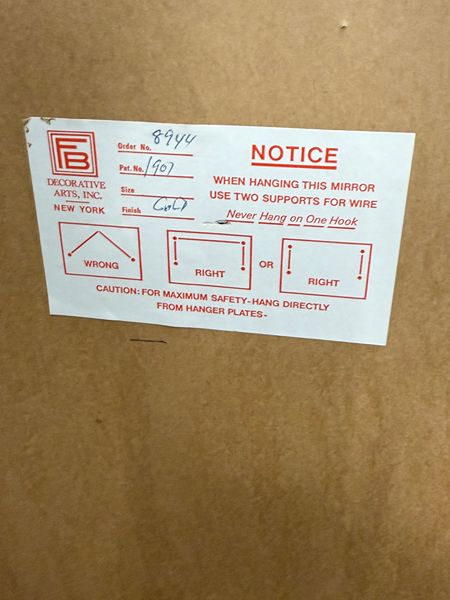 FB
DECORATIVE
ARTS, INC.
NEW YORK
Order No. 8944
Pat. No. 1907
Size
Finish Gold
NOTICE
WHEN HANGING THIS MIRROR
USE TWO SUPPORTS FOR WIRE
Never Hang on One Hook
WRONG
RIGHT
OR
RIGHT
CAUTION: FOR MAXIMUM SAFETY-HANG DIRECTLY
FROM HANGER PLATES-